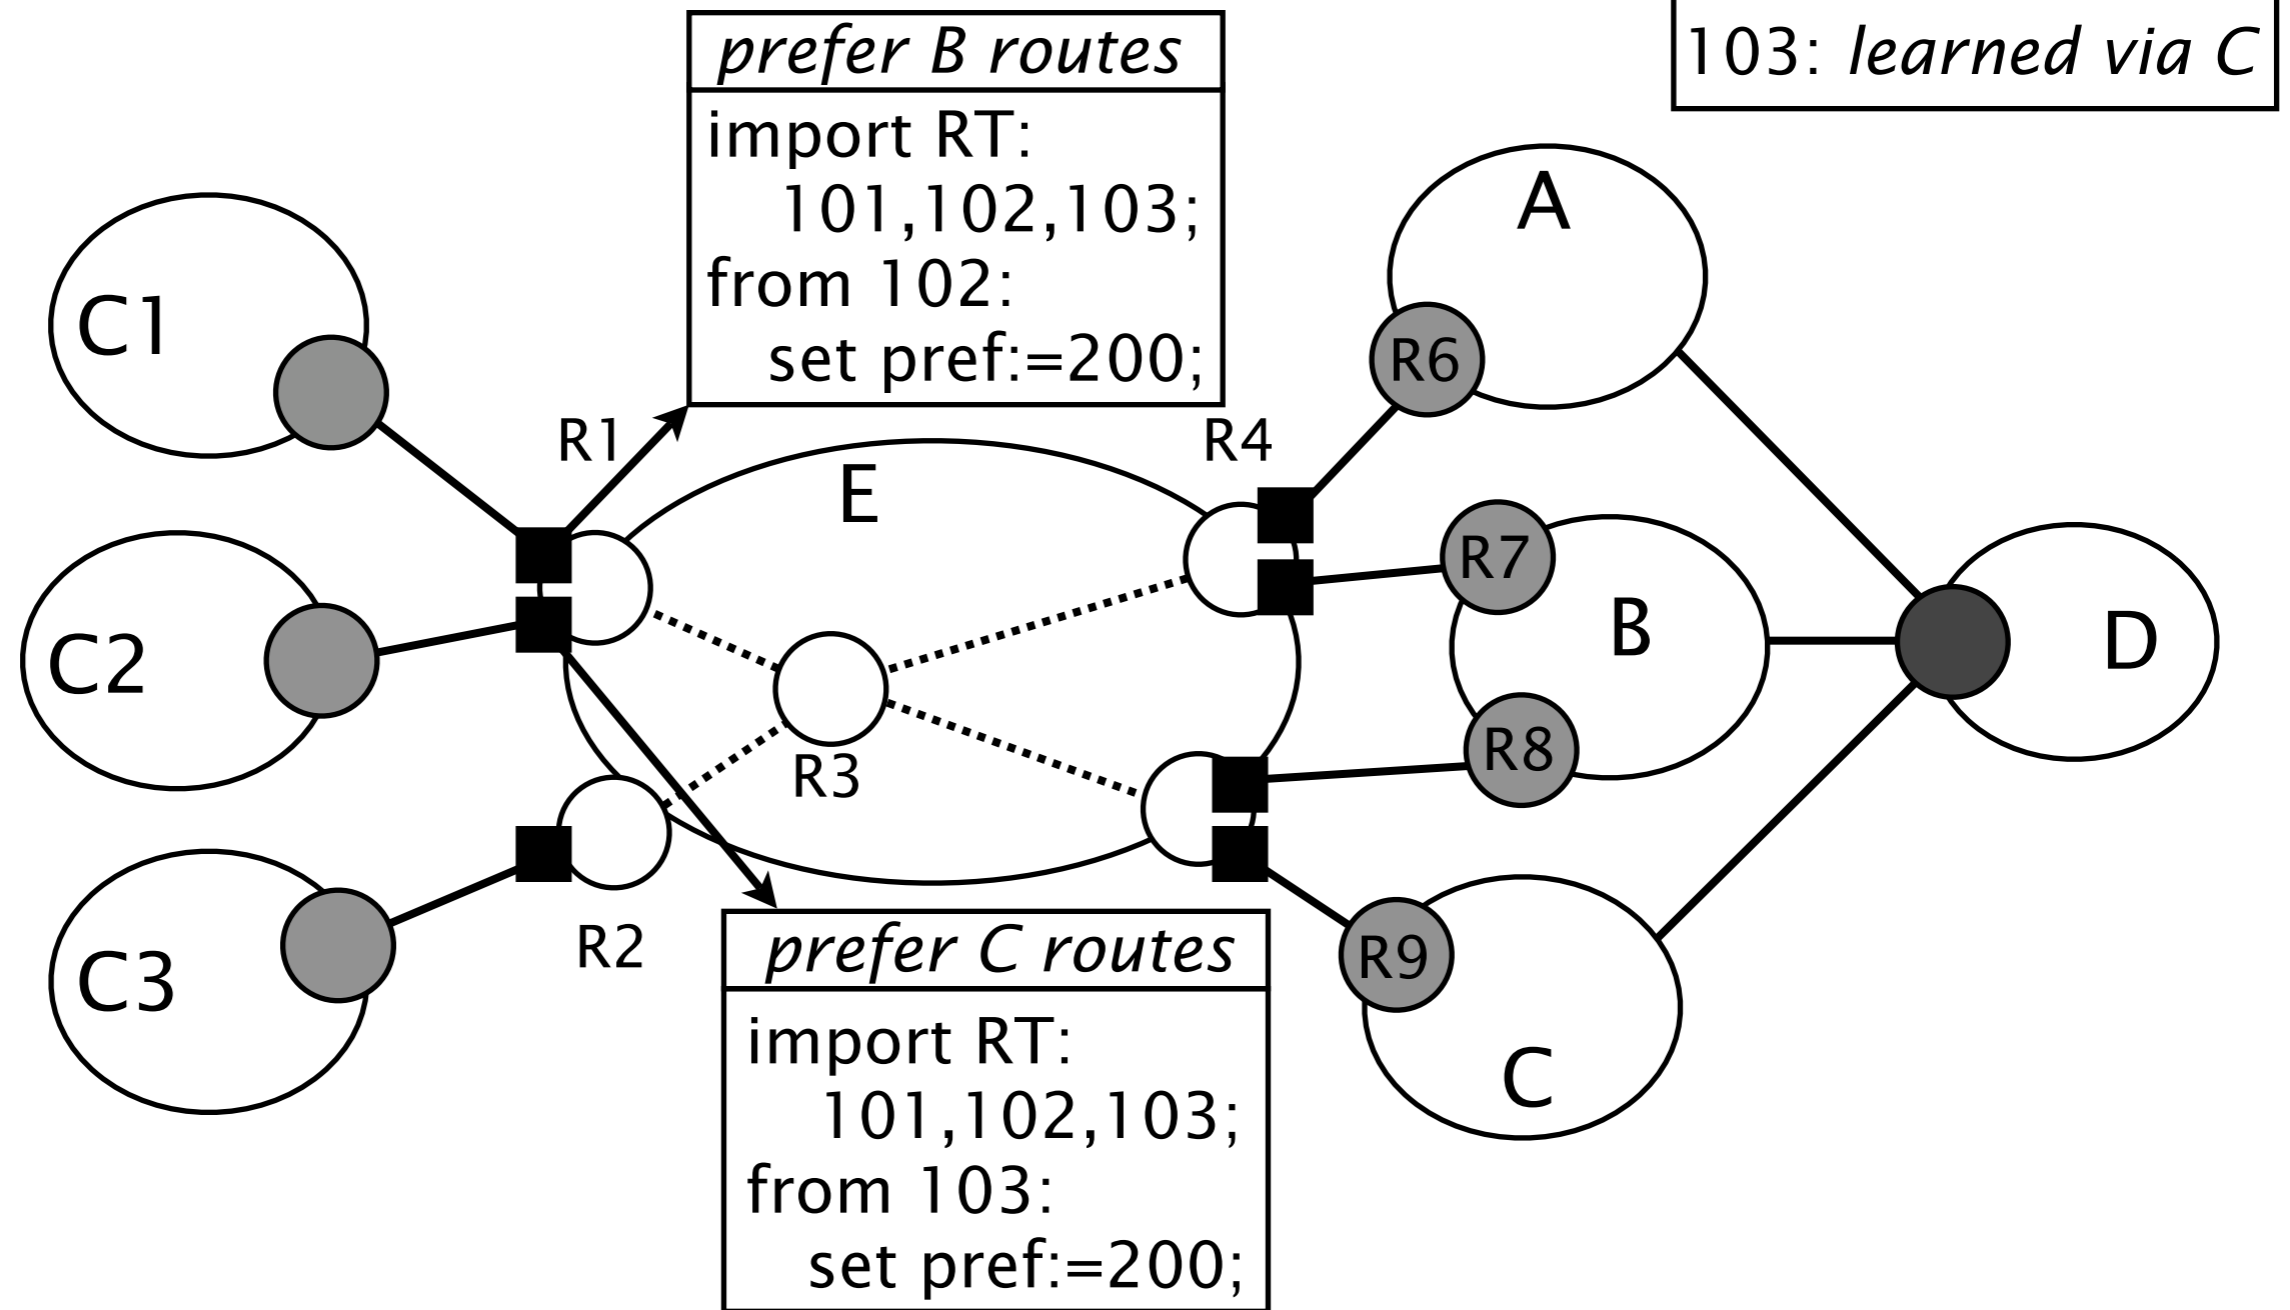 prefer B routes
import RT:
101,102,103;
from 102:
set pref:=200;
103: learned via C
A
C1
R6
R1
R4
E
R7
B
D
C2
R3
R8
R2
C3
R9
C
prefer C routes
import RT:
101,102,103;
from 103:
set pref:=200;